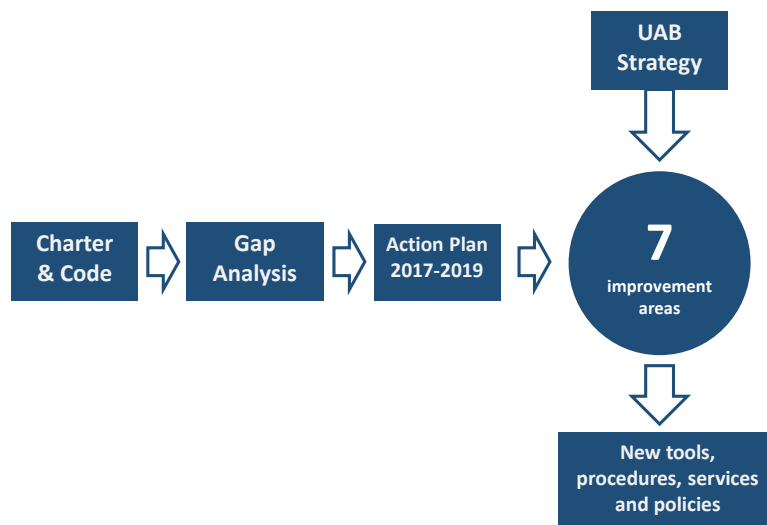 UAB
Strategy
Charter
& Code
Gap
Analysis
Action Plan
2017-2019
7
improvement
areas
New tools,
procedures, services
and policies